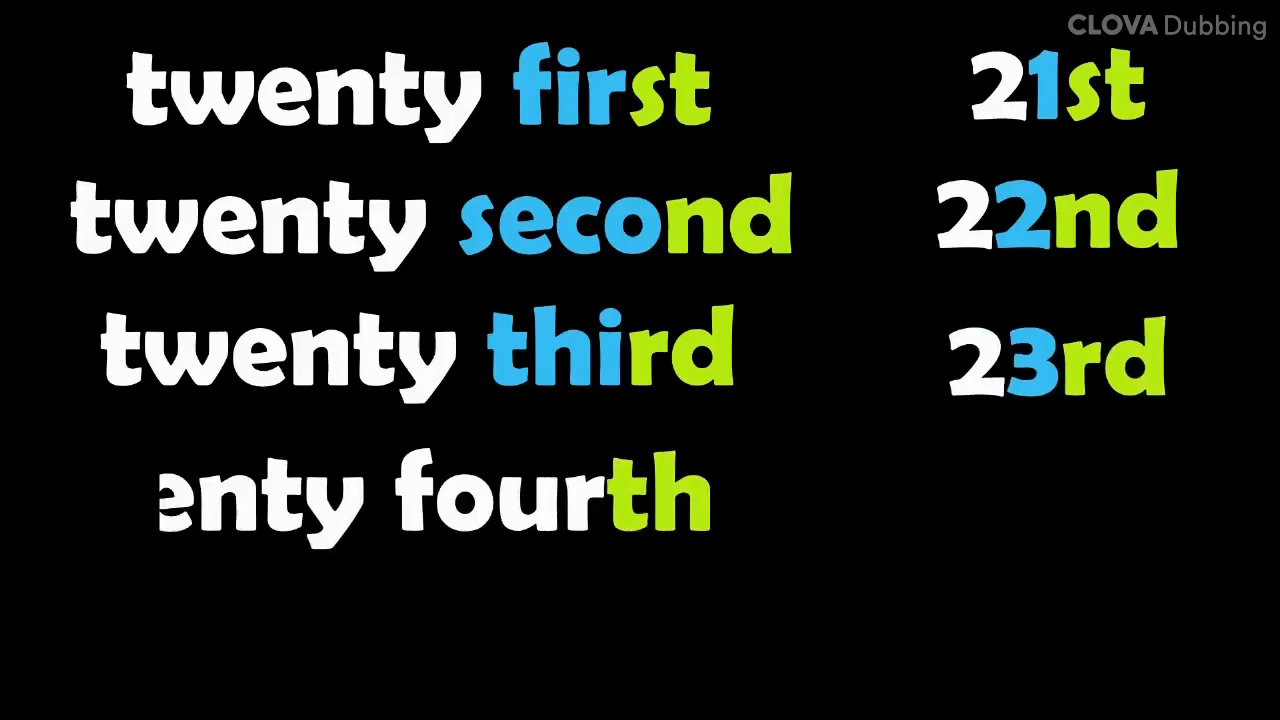 CLOVA Dubbing
twenty first 21st
twenty second 22nd
twenty third 23rd
enty fourth